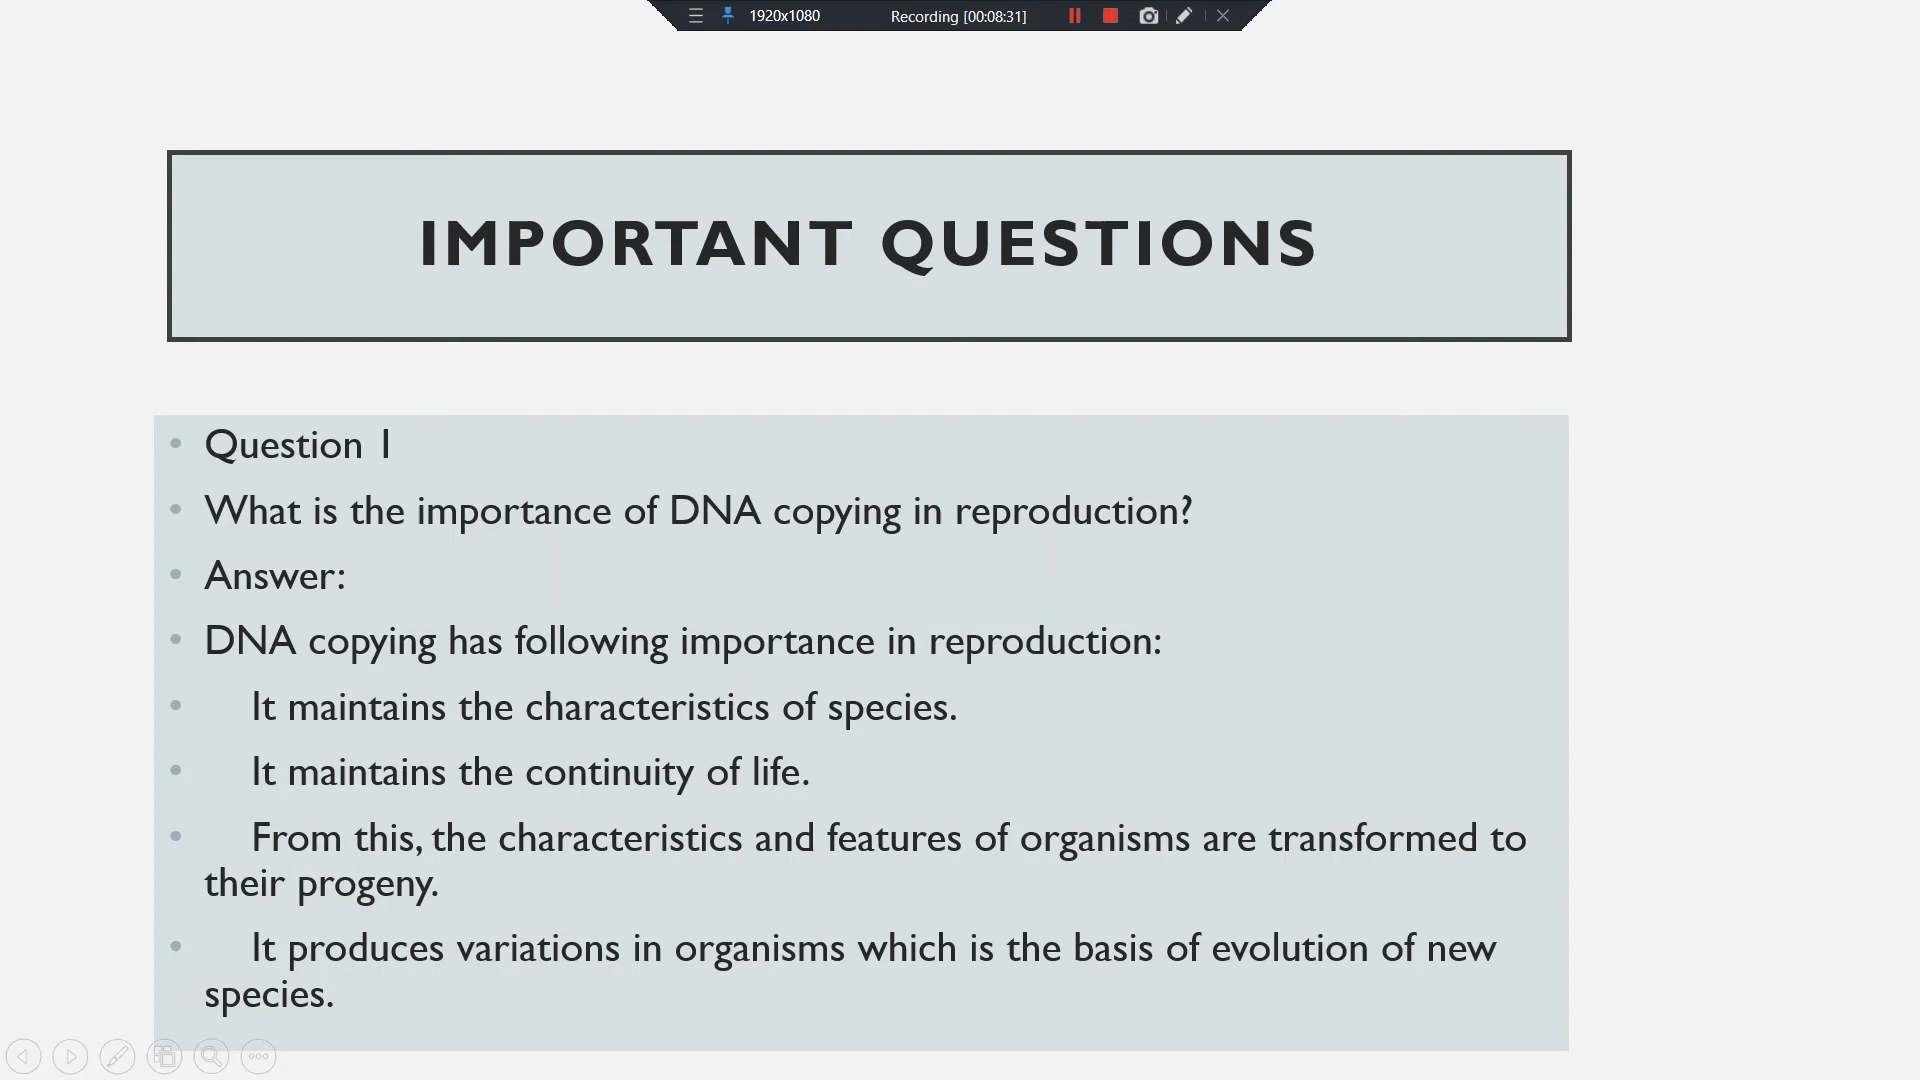 1920x1080 Recording [00:08:31]
IMPORTANT QUESTIONS
• Question 1
• What is the importance of DNA copying in reproduction?
• Answer:
• DNA copying has following importance in reproduction:
• It maintains the characteristics of species.
• It maintains the continuity of life.
• From this, the characteristics and features of organisms are transformed to
their progeny.
• It produces variations in organisms which is the basis of evolution of new
species.